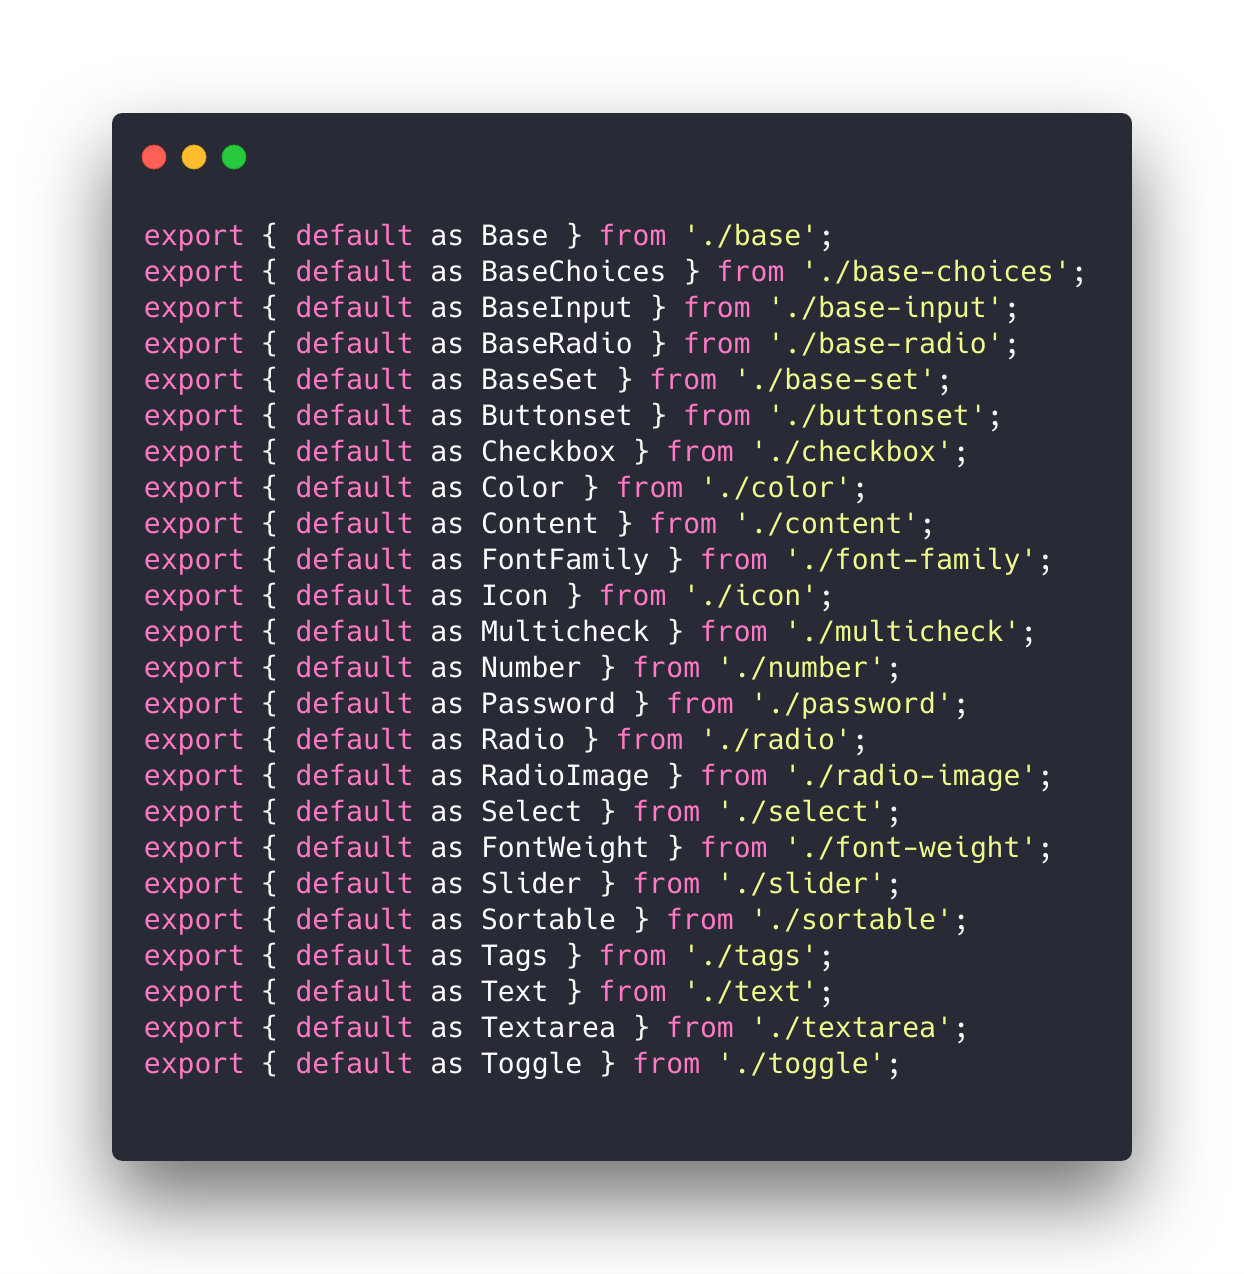 export { default as Base } from './base';
export { default as BaseChoices } from './base-choices';
export { default as BaseInput } from './base-input';
export { default as BaseRadio } from './base-radio';
export { default as BaseSet } from './base-set';
export { default as Buttonset } from './buttonset';
export { default as Checkbox } from './checkbox';
export { default as Color } from './color';
export { default as Content } from './content';
export { default as FontFamily } from './font-family';
export { default as Icon } from './icon';
export { default as Multicheck } from './multicheck';
export { default as Number } from './number';
export { default as Password } from './password';
export { default as Radio } from './radio';
export { default as RadioImage } from './radio-image';
export { default as Select } from './select';
export { default as FontWeight } from './font-weight';
export { default as Slider } from './slider';
export { default as Sortable } from './sortable';
export { default as Tags } from './tags';
export { default as Text } from './text';
export { default as Textarea } from './textarea';
export { default as Toggle } from './toggle';